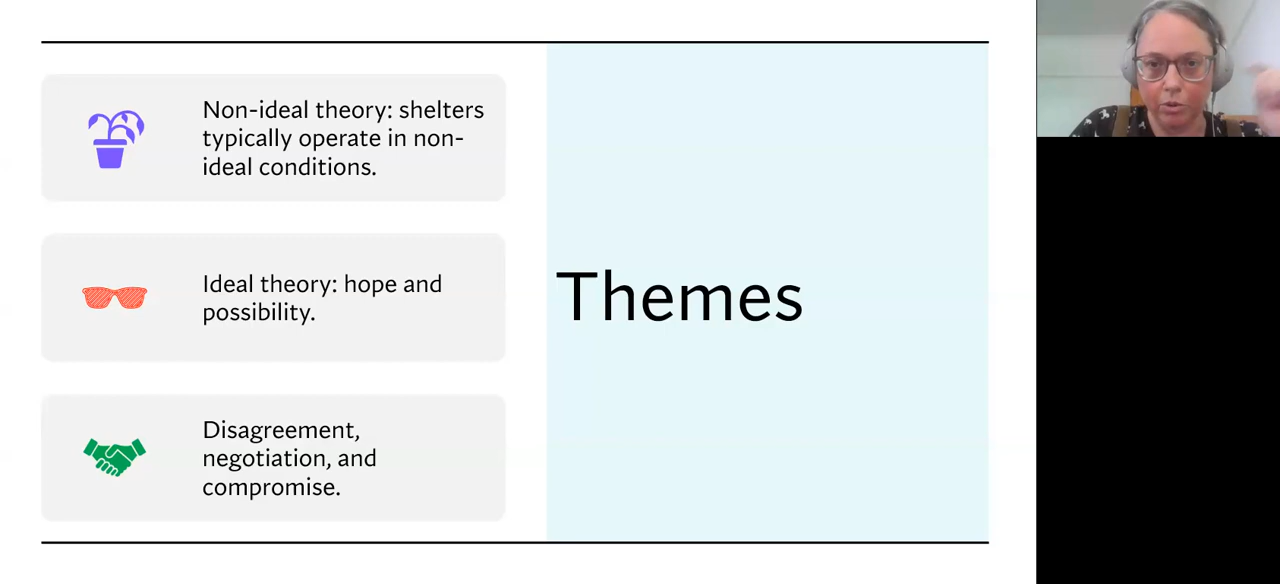 Non-ideal theory: shelters
typically operate in non-
ideal conditions.
Ideal theory: hope and
possibility.
Disagreement,
negotiation, and
compromise.
Themes